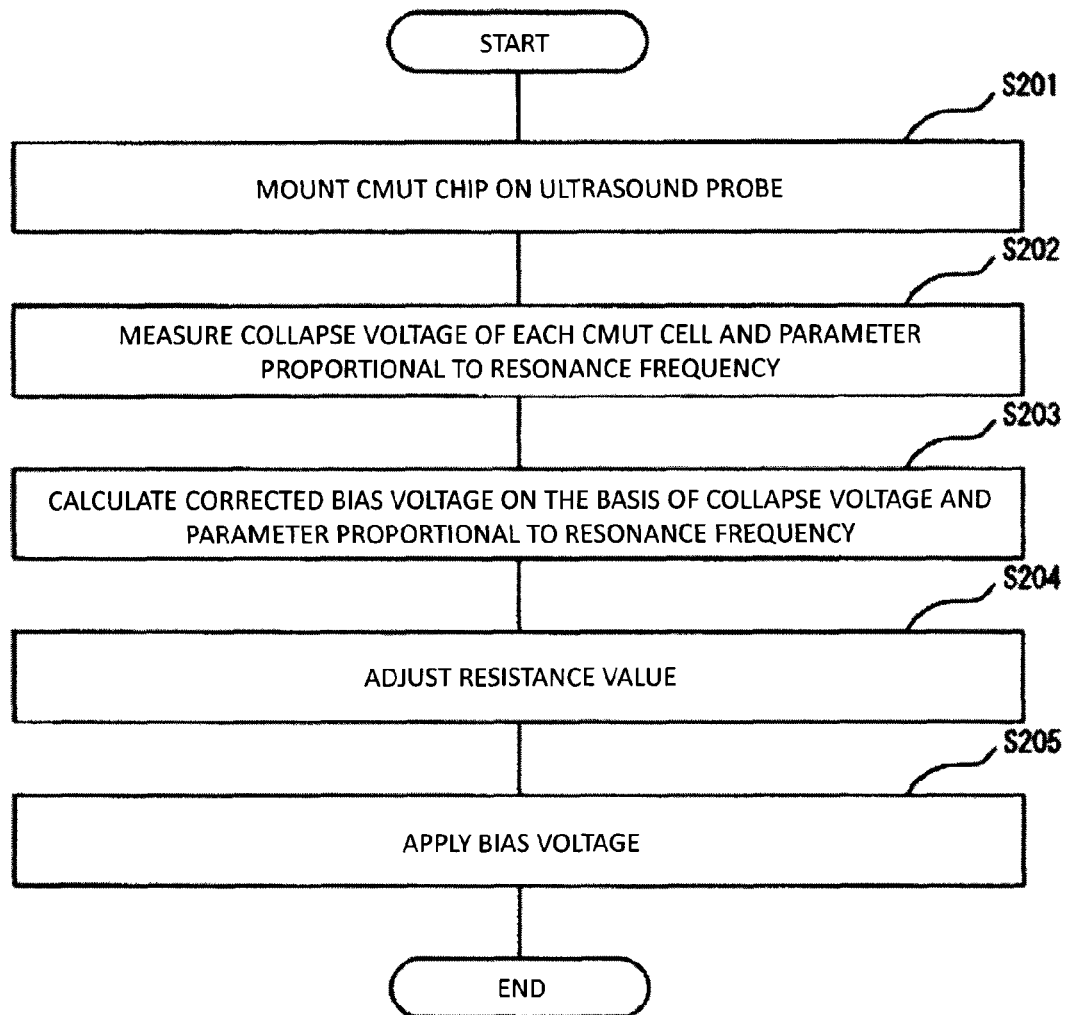 START
S201
MOUNT CMUT CHIP ON ULTRASOUND PROBE
S202
MEASURE COLLAPSE VOLTAGE OF EACH CMUT CELL AND PARAMETER
PROPORTIONAL TO RESONANCE FREQUENCY
S203
CALCULATE CORRECTED BIAS VOLTAGE ON THE BASIS OF COLLAPSE VOLTAGE AND
PARAMETER PROPORTIONAL TO RESONANCE FREQUENCY
S204
ADJUST RESISTANCE VALUE
S205
APPLY BIAS VOLTAGE
END